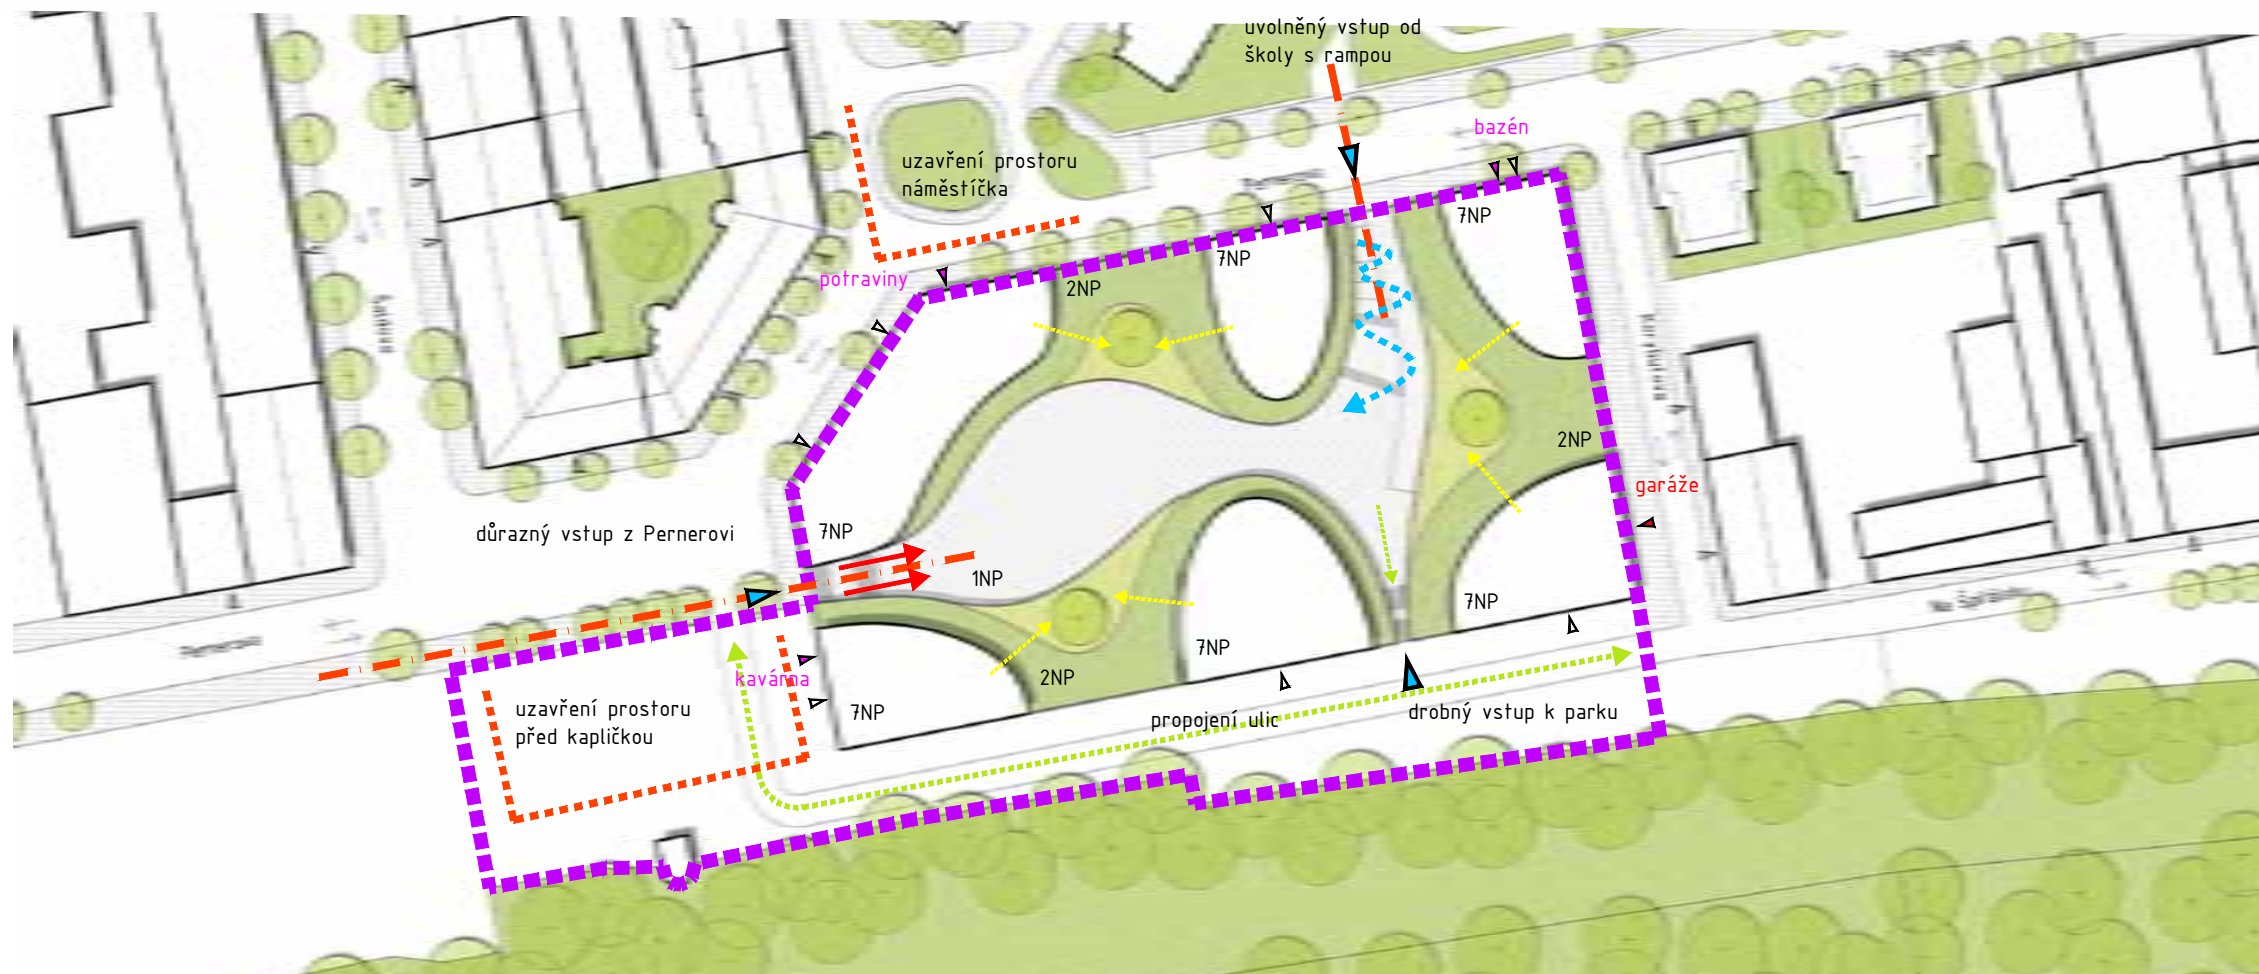 uvolněný vstup od
školy s rampou
bazén
uzavření prostoru
náměstíčka
7NP
7NP
potraviny
2NP
2NP
garáže
důrazný vstup z Pernerovi
7NP
1NP
7NP
Pernerova
7NP
2NP
kavárna
uzavření prostoru
před kapličkou
7NP
propojení ulic
drobný vstup k parku